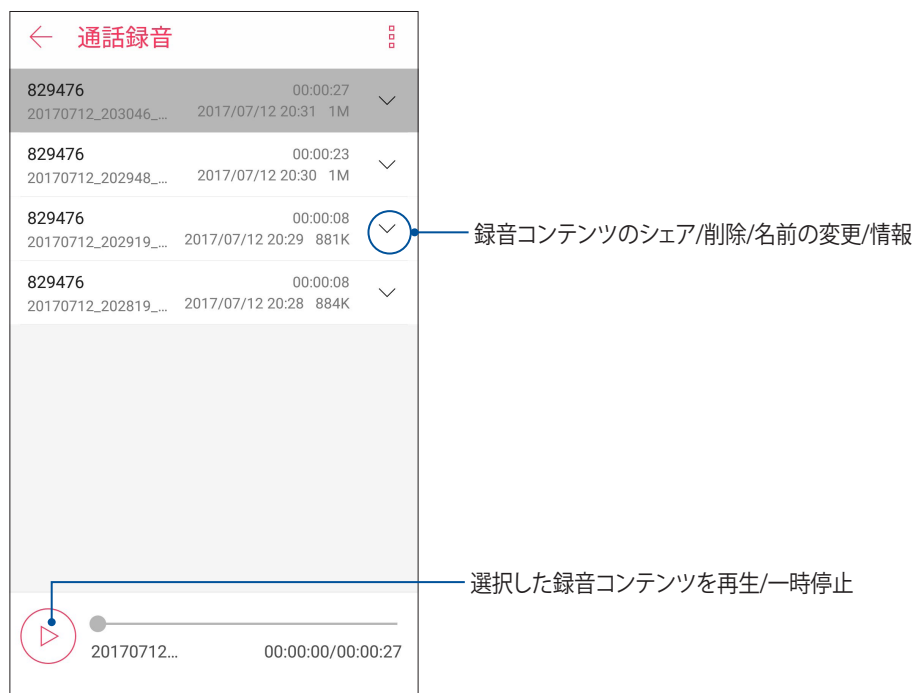 通話録音
829476 00:00:27
20170712_203046_... 2017/07/12 20:31 1M
829476 00:00:23
20170712_202948_... 2017/07/12 20:30 1M
829476 00:00:08
20170712_202919_... 2017/07/12 20:29 881K
録音コンテンツのシェア/削除/名前の変更/情報
829476 00:00:08
20170712_202819_... 2017/07/12 20:28 884K
選択した録音コンテンツを再生/一時停止
20170712... 00:00:00/00:00:27